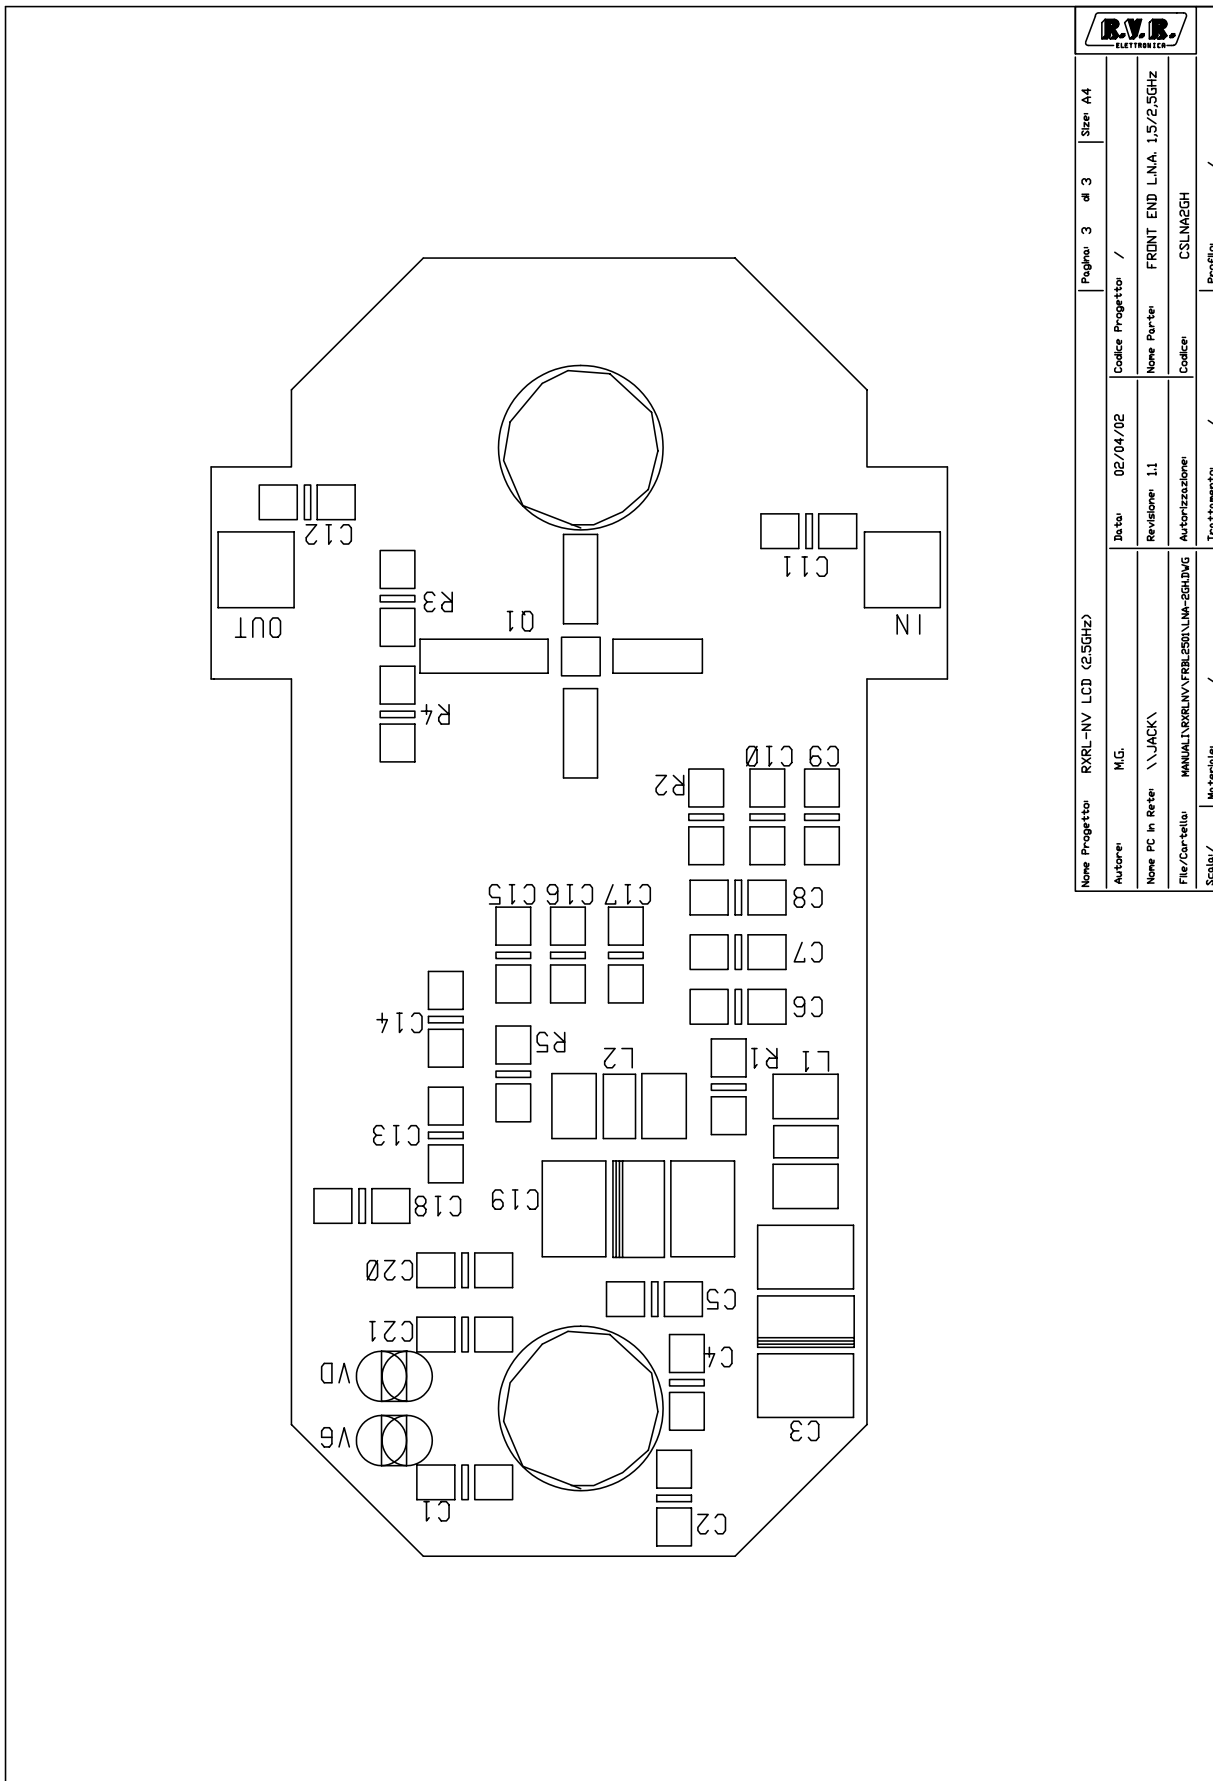 R.V.R.
ELETTRONICA
Nome Progetto: RXRL-NV LCD (2.5GHz) Pagina: 3 di 3 Size: A4
Autore: M.G. Data: 02/04/02 Codice Progetto: /
Nome PC in Rete: \\JACK\ Revisione: 1.1 Nome Parte: FRONT END L.N.A. 1,5/2,5GHz
File/Cartella: MANUALI\RXRLNV\FRBL2501\LNA-2GH.DWG Autorizzazione: Codice: CSLNA2GH
Scala: / Materiale: / Trattamento: / Profilo: /
C12
C11
OUT
IN
R3
Q1
R4
R2
C10
C9
C15
C16
C17
C8
C7
C6
C14
R5
L2
R1
L1
C13
C18
C19
C20
C5
C21
C4
VD
VG
C3
C1
C2